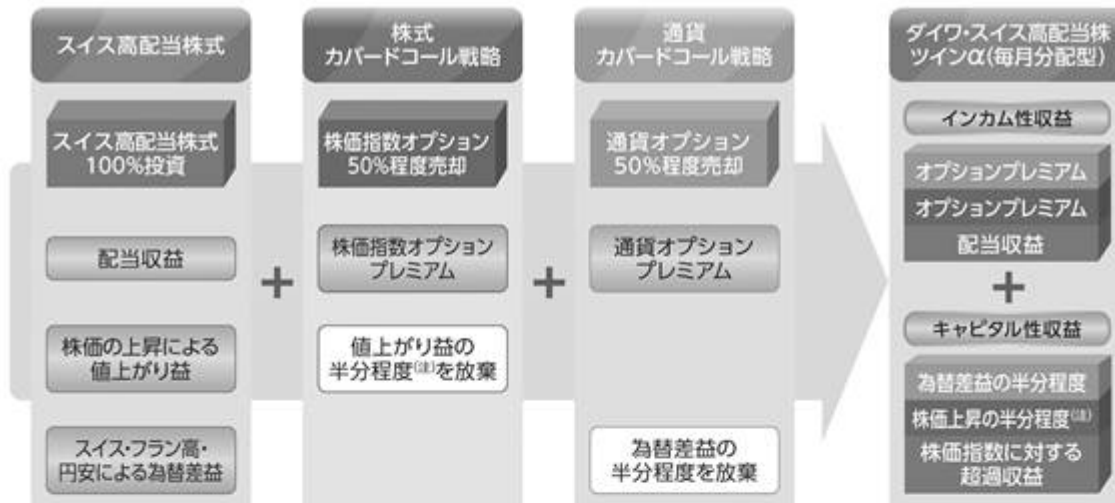 スイス高配当株式
スイス高配当株式
100%投資
配当収益
株価の上昇による
値上がり益
スイス・フラン高・
円安による為替差益
+
株式
カバードコール戦略
株価指数オプション
50%程度売却
株価指数オプション
プレミアム
値上がり益の
半分程度(注)を放棄
+
通貨
カバードコール戦略
通貨オプション
50%程度売却
通貨オプション
プレミアム
為替差益の
半分程度を放棄
ダイワ・スイス高配当株
ツインα(毎月分配型)
インカム性収益
オプションプレミアム
オプションプレミアム
配当収益
+
キャピタル性収益
為替差益の半分程度
株価上昇の半分程度(注)
株価指数に対する
超過収益